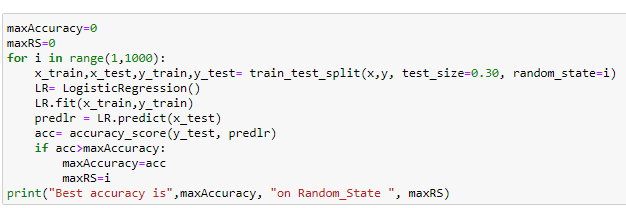 maxAccuracy=0
maxRS=0
for i in range(1,1000):
    x_train,x_test,y_train,y_test= train_test_split(x,y, test_size=0.30, random_state=i)
    LR= LogisticRegression()
    LR.fit(x_train,y_train)
    predlr = LR.predict(x_test)
    acc= accuracy_score(y_test, predlr)
    if acc>maxAccuracy:
        maxAccuracy=acc
        maxRS=i
print("Best accuracy is",maxAccuracy, "on Random_State ", maxRS)